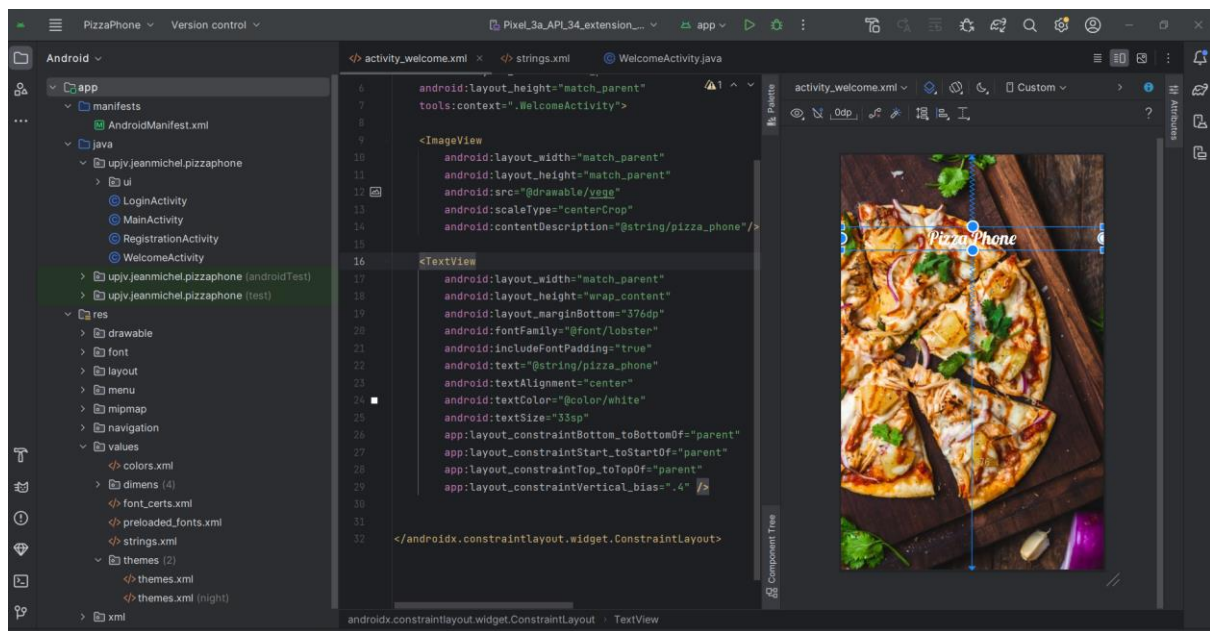 PizzaPhone
Version control
Pixel_3a_API_34_extension_...
app
Android
app
manifests
AndroidManifest.xml
java
upjv.jeanmichel.pizzaphone
ui
LoginActivity
MainActivity
RegistrationActivity
WelcomeActivity
upjv.jeanmichel.pizzaphone (androidTest)
upjv.jeanmichel.pizzaphone (test)
res
drawable
font
layout
menu
mipmap
navigation
values
colors.xml
dimens (4)
font_certs.xml
preloaded_fonts.xml
strings.xml
themes (2)
themes.xml
themes.xml (night)
xml
activity_welcome.xml
strings.xml
WelcomeActivity.java
1
6 android:layout_height="match_parent"
7 tools:context=".WelcomeActivity">
8
9 <ImageView
10 android:layout_width="match_parent"
11 android:layout_height="match_parent"
12 android:src="@drawable/vege"
13 android:scaleType="centerCrop"
14 android:contentDescription="@string/pizza_phone"/>
15
16 <TextView
17 android:layout_width="match_parent"
18 android:layout_height="wrap_content"
19 android:layout_marginBottom="376dp"
20 android:fontFamily="@font/lobster"
21 android:includeFontPadding="true"
22 android:text="@string/pizza_phone"
23 android:textAlignment="center"
24 android:textColor="@color/white"
25 android:textSize="33sp"
26 app:layout_constraintBottom_toBottomOf="parent"
27 app:layout_constraintStart_toStartOf="parent"
28 app:layout_constraintTop_toTopOf="parent"
29 app:layout_constraintVertical_bias=".4" />
30
31
32 </androidx.constraintlayout.widget.ConstraintLayout>
androidx.constraintlayout.widget.ConstraintLayout
TextView
Palette
Component Tree
activity_welcome.xml
Custom
0dp
?
Attributes
Pizza Phone
376